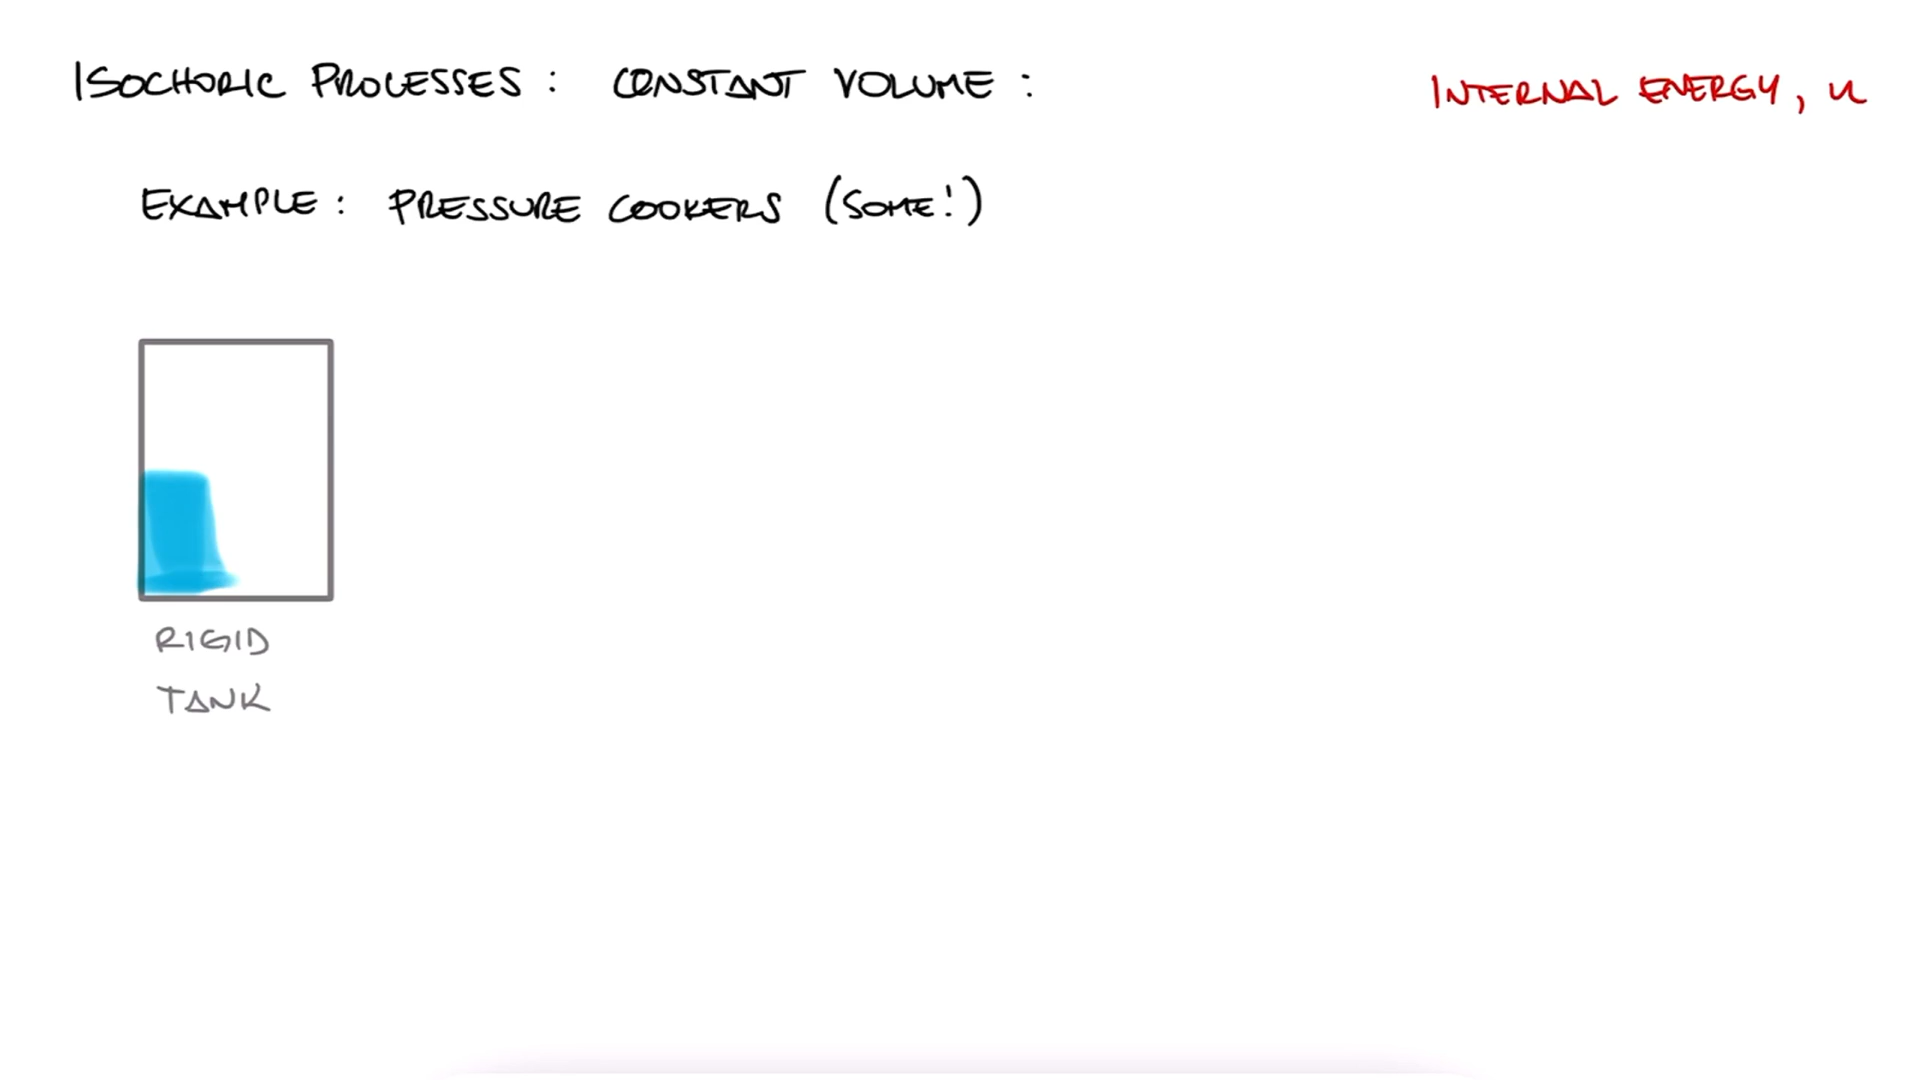 ISOCHORIC PROCESSES : CONSTANT VOLUME :
INTERNAL ENERGY, u
EXAMPLE : PRESSURE COOKERS (SOME!)
RIGID
TANK